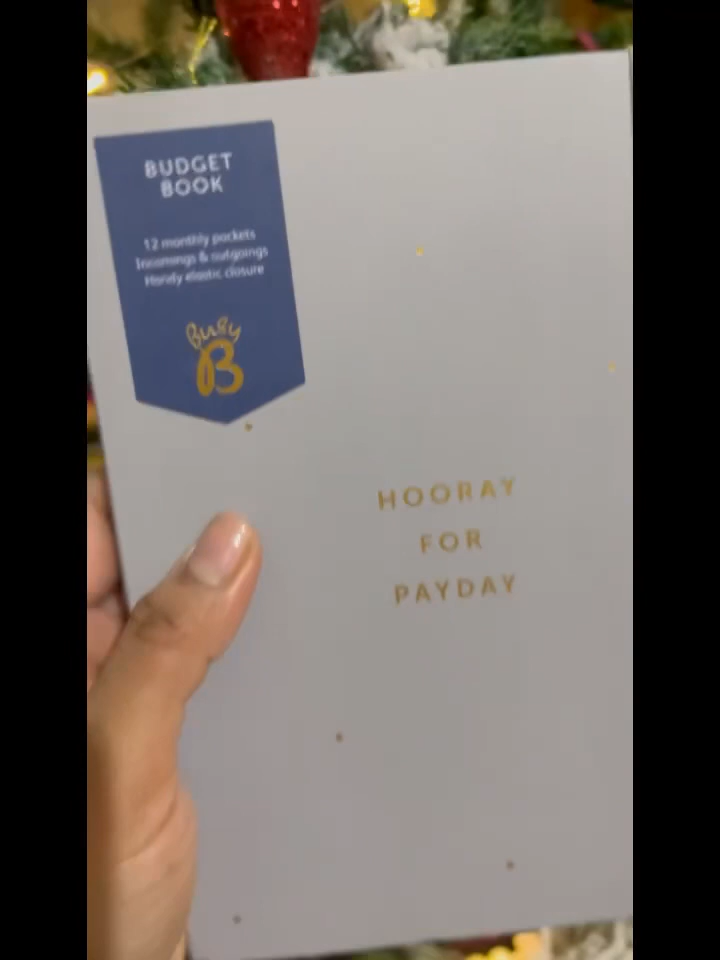 BUDGET
BOOK
12 monthly pockets
Incomings & outgoings
Handy elastic closure
Busy
B
HOORAY
FOR
PAYDAY